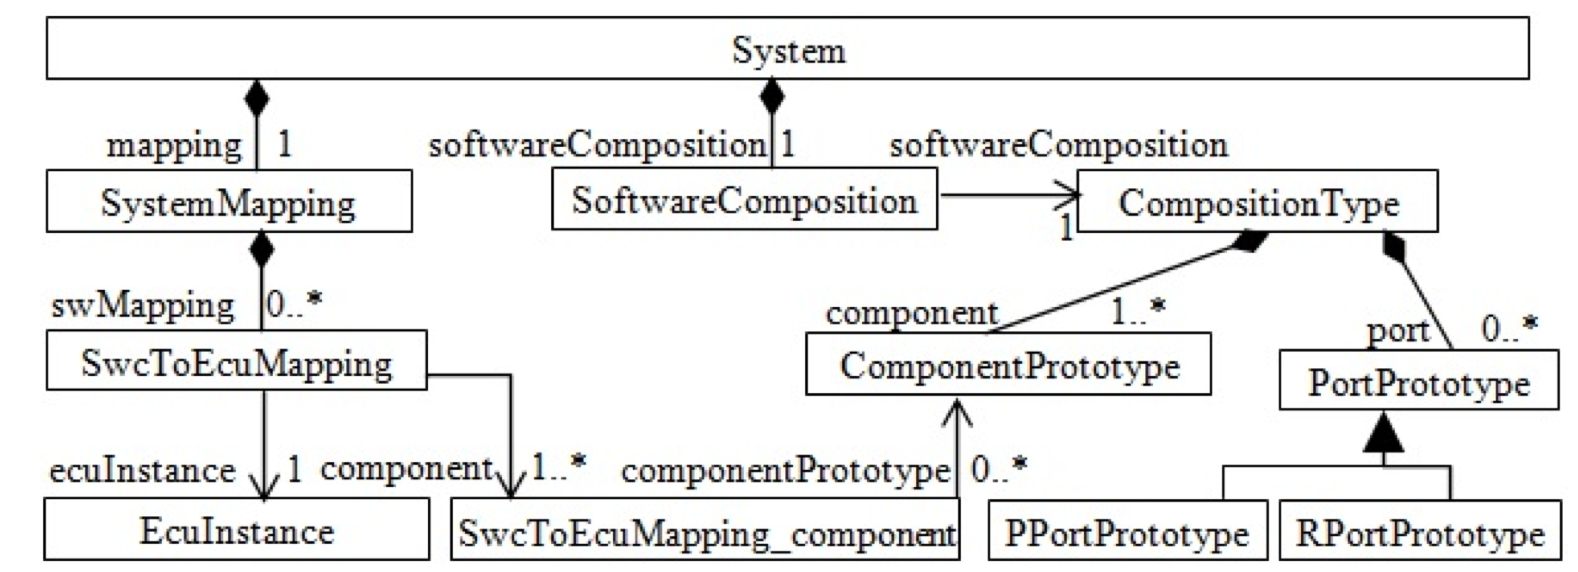 System
mapping 1 softwareComposition 1 softwareComposition
SystemMapping SoftwareComposition CompositionType
1
swMapping 0..* component 1..* port 0..*
SwcToEcuMapping ComponentPrototype PortPrototype
ecuInstance 1 component 1..* componentPrototype 0..*
EcuInstance SwcToEcuMapping_component PPortPrototype RPortPrototype